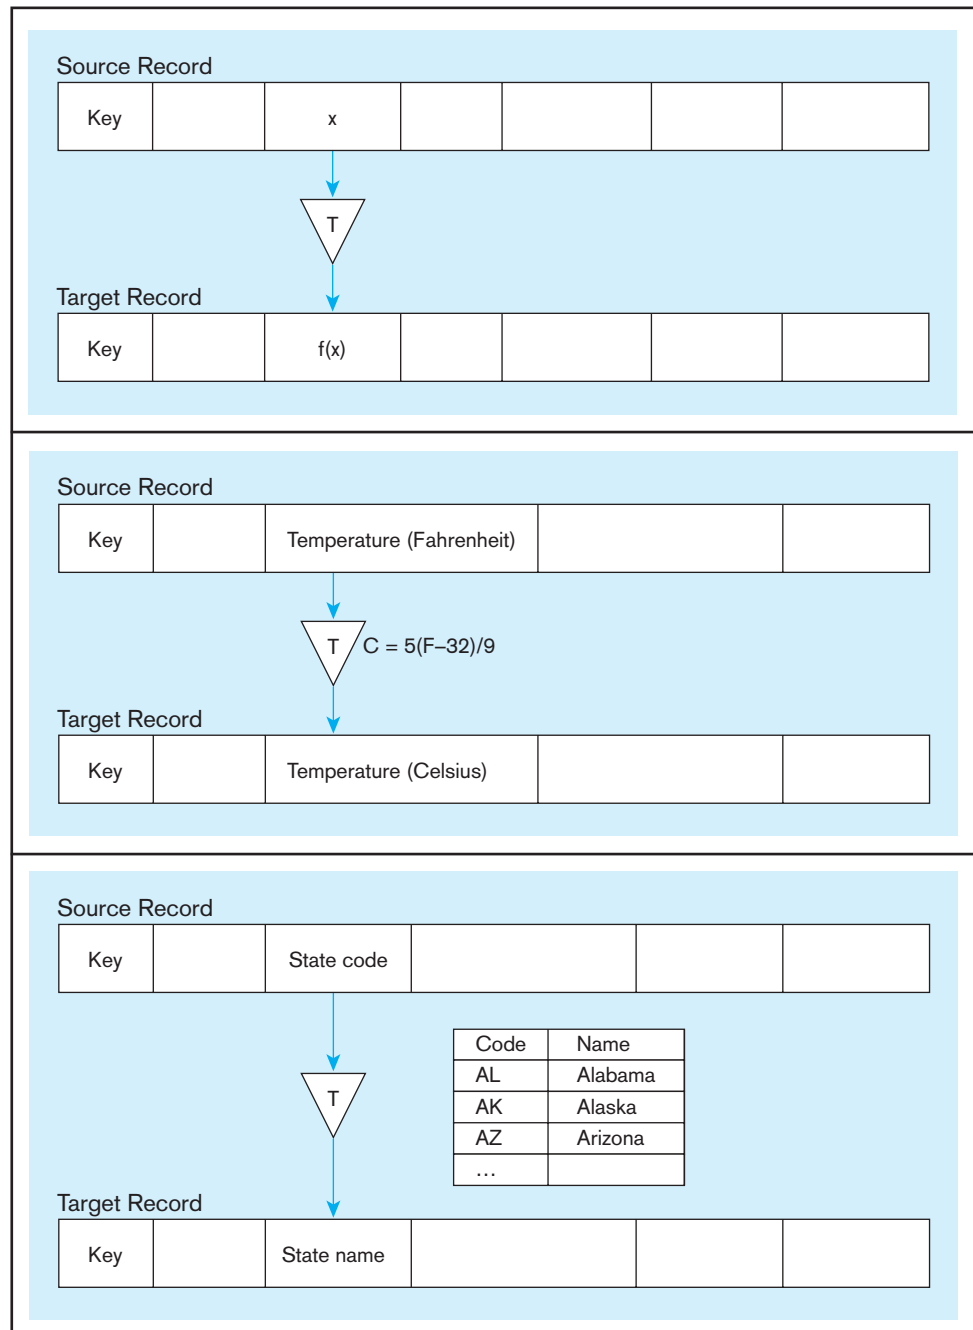 Source Record
Key x
T
Target Record
Key f(x)
Source Record
Key Temperature (Fahrenheit)
T C = 5(F–32)/9
Target Record
Key Temperature (Celsius)
Source Record
Key State code
Code Name
AL Alabama
T
AK Alaska
AZ Arizona
...
Target Record
Key State name